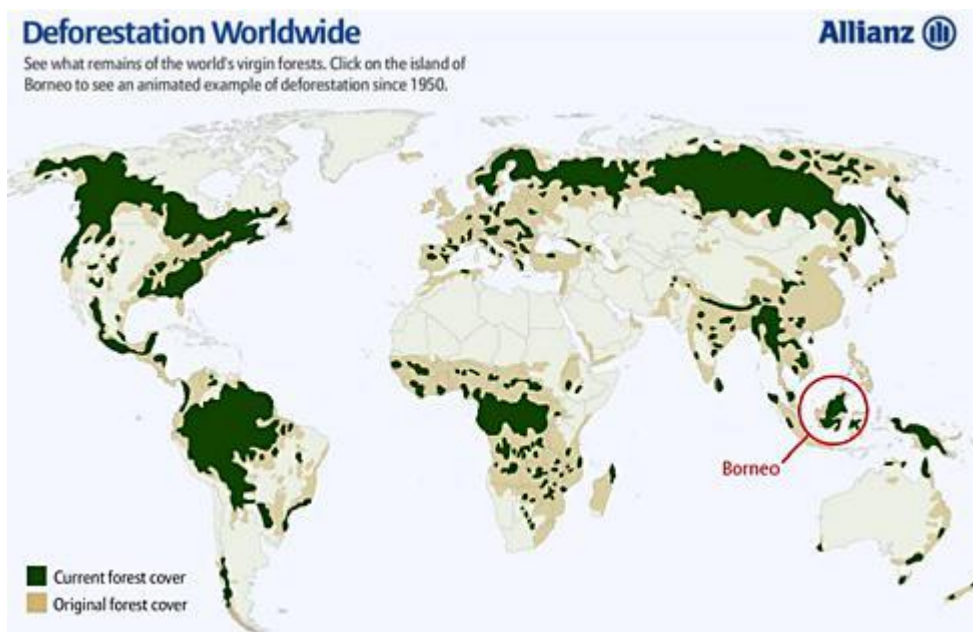 Deforestation Worldwide
Allianz
See what remains of the world's virgin forests. Click on the island of
Borneo to see an animated example of deforestation since 1950.
Borneo
Current forest cover
Original forest cover